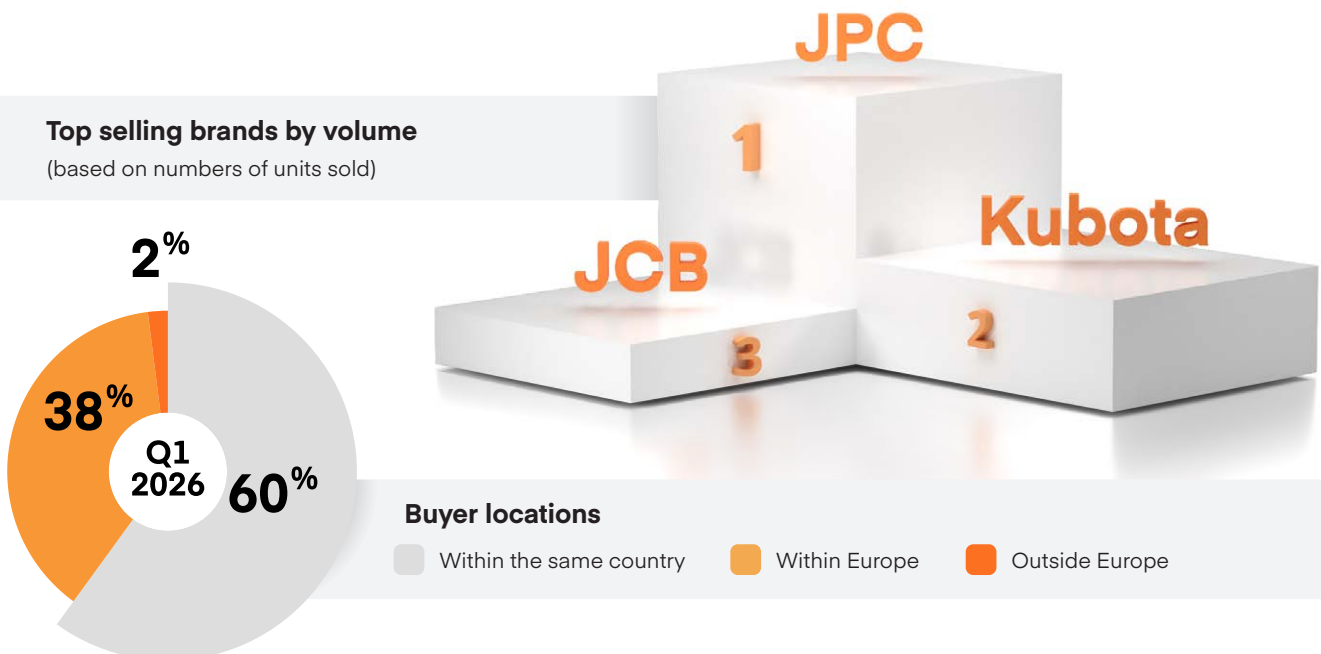 JPC
Top selling brands by volume
(based on numbers of units sold)
1
Kubota
2%
JCB
2
3
38%
Q1
2026
60%
Buyer locations
Within the same country
Within Europe
Outside Europe